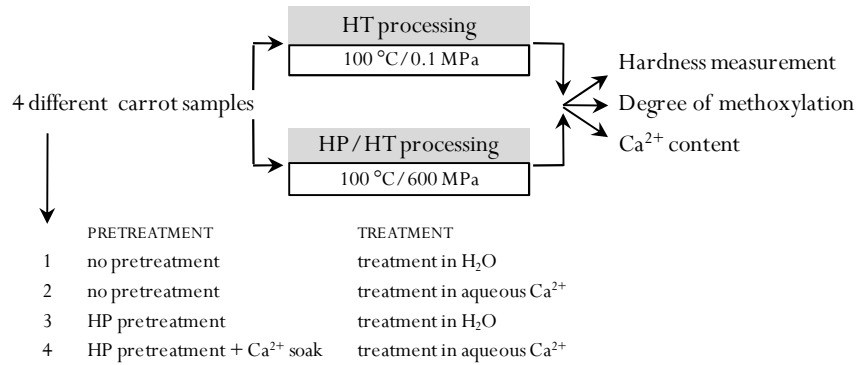 HT processing
100 °C/0.1 MPa
4 different carrot samples
HP/HT processing
100 °C/600 MPa
Hardness measurement
Degree of methoxylation
Ca²⁺ content
PRETREATMENT TREATMENT
1 no pretreatment treatment in H₂O
2 no pretreatment treatment in aqueous Ca²⁺
3 HP pretreatment treatment in H₂O
4 HP pretreatment + Ca²⁺ soak treatment in aqueous Ca²⁺